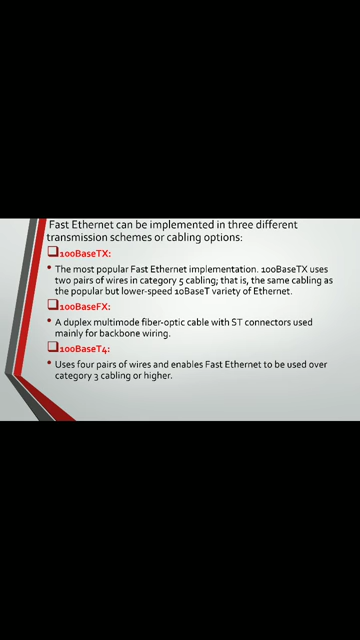 Fast Ethernet can be implemented in three different
transmission schemes or cabling options:
100BaseTX:
• The most popular Fast Ethernet implementation. 100BaseTX uses
two pairs of wires in category 5 cabling; that is, the same cabling as
the popular but lower-speed 10BaseT variety of Ethernet.
100BaseFX:
• A duplex multimode fiber-optic cable with ST connectors used
mainly for backbone wiring.
100BaseT4:
• Uses four pairs of wires and enables Fast Ethernet to be used over
category 3 cabling or higher.